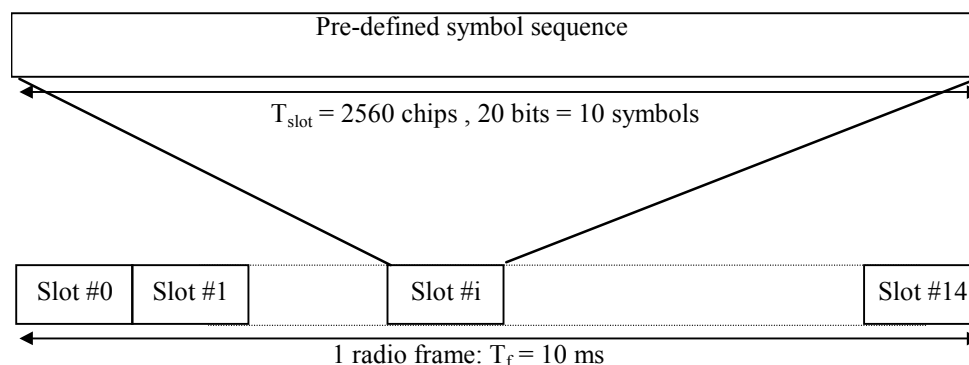 Pre-defined symbol sequence
T_slot = 2560 chips , 20 bits = 10 symbols
Slot #0 Slot #1 Slot #i Slot #14
1 radio frame: T_f = 10 ms